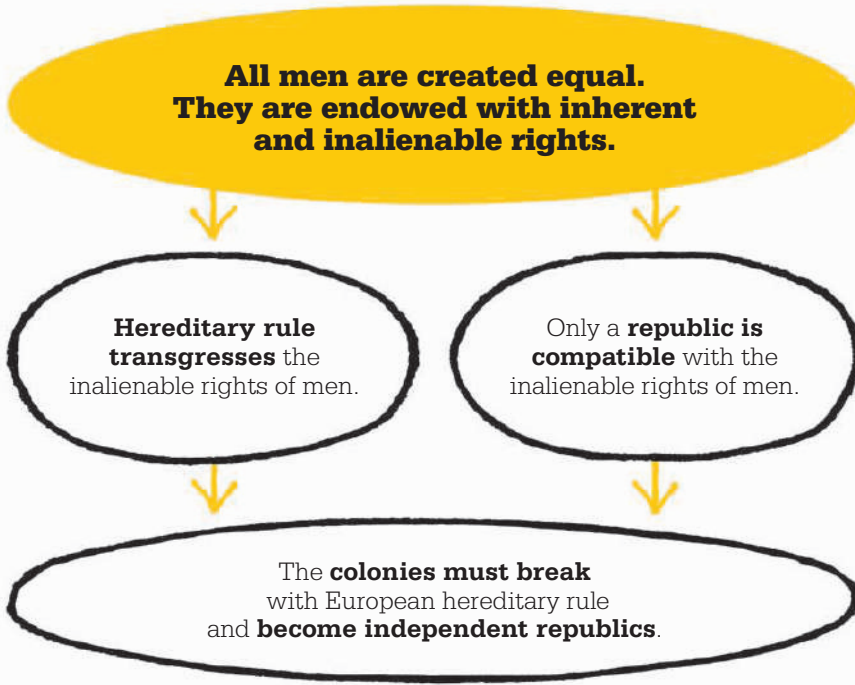 All men are created equal.
They are endowed with inherent
and inalienable rights.
Hereditary rule
transgresses the
inalienable rights of men.
Only a republic is
compatible with the
inalienable rights of men.
The colonies must break
with European hereditary rule
and become independent republics.